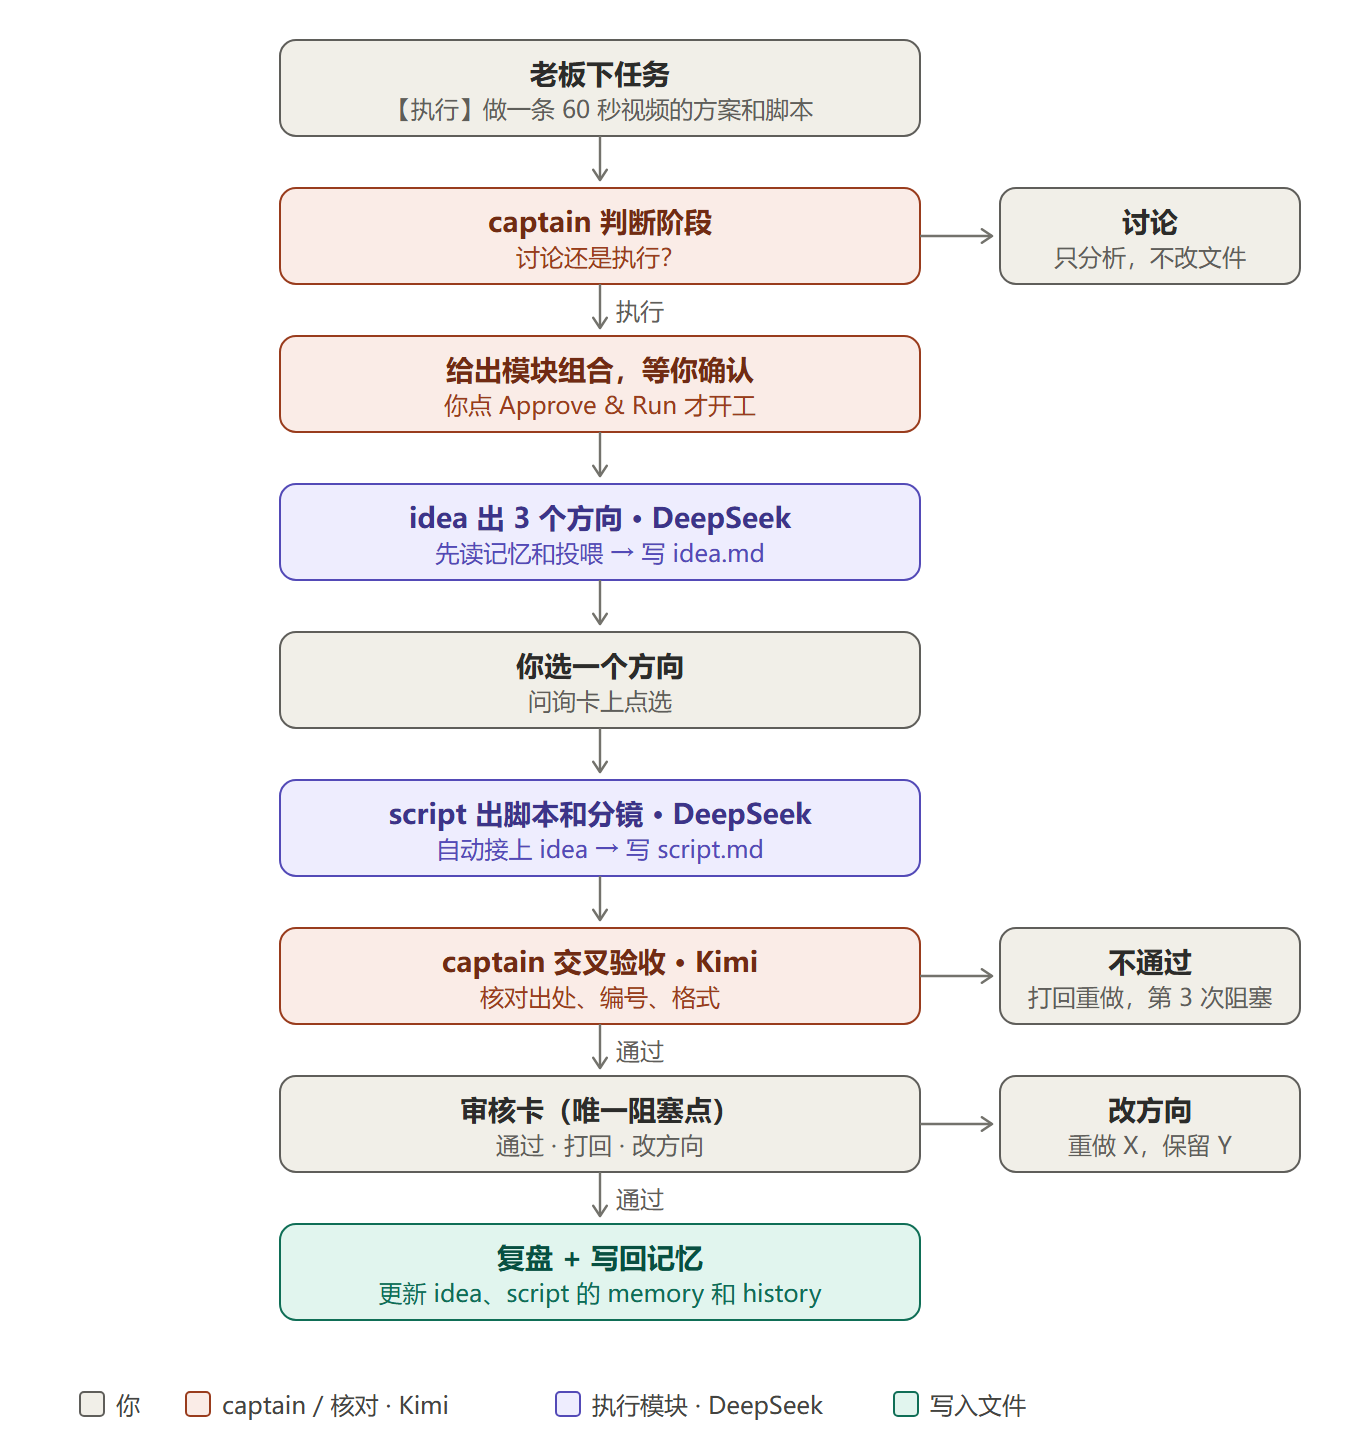 老板下任务
【执行】做一条 60 秒视频的方案和脚本
captain 判断阶段
讨论还是执行？
讨论
只分析，不改文件
执行
给出模块组合，等你确认
你点 Approve & Run 才开工
idea 出 3 个方向 • DeepSeek
先读记忆和投喂 → 写 idea.md
你选一个方向
问询卡上点选
script 出脚本和分镜 • DeepSeek
自动接上 idea → 写 script.md
captain 交叉验收 • Kimi
核对出处、编号、格式
不通过
打回重做，第 3 次阻塞
通过
审核卡（唯一阻塞点）
通过 · 打回 · 改方向
改方向
重做 X，保留 Y
通过
复盘 + 写回记忆
更新 idea、script 的 memory 和 history
你
captain / 核对 · Kimi
执行模块 · DeepSeek
写入文件